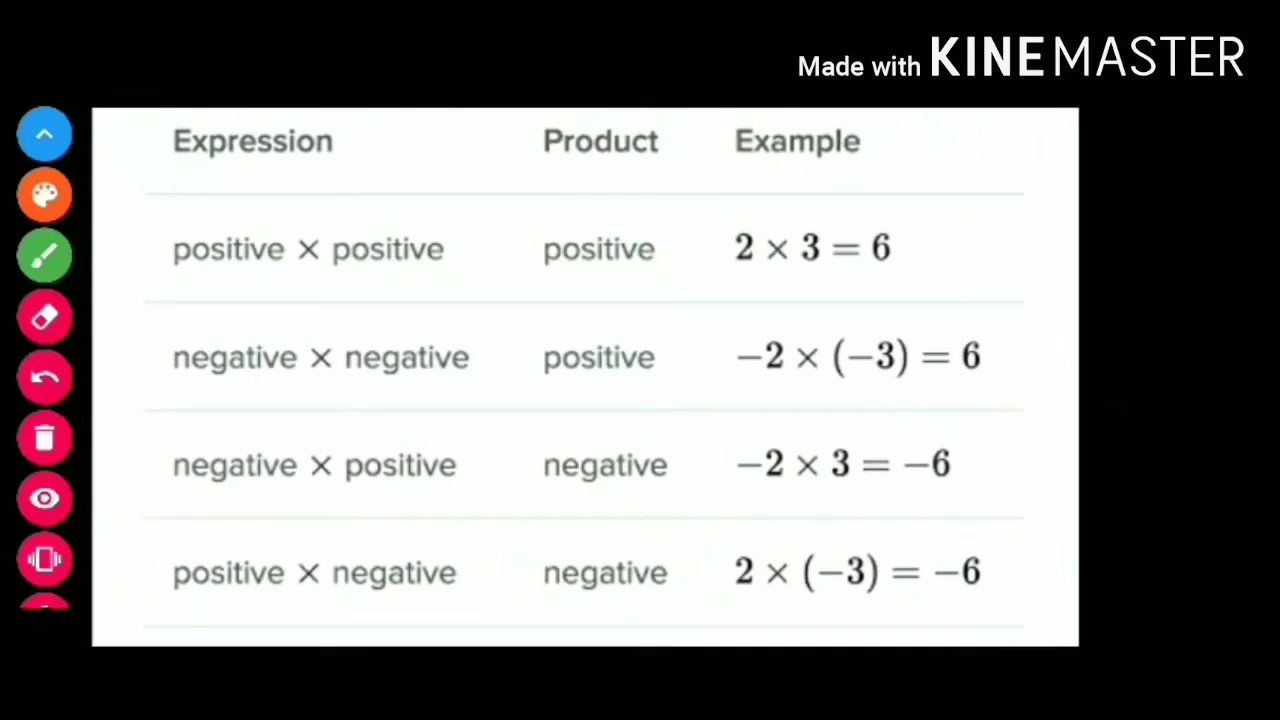 Made with KINEMASTER
Expression Product Example
positive × positive positive 2 × 3 = 6
negative × negative positive −2 × (−3) = 6
negative × positive negative −2 × 3 = −6
positive × negative negative 2 × (−3) = −6